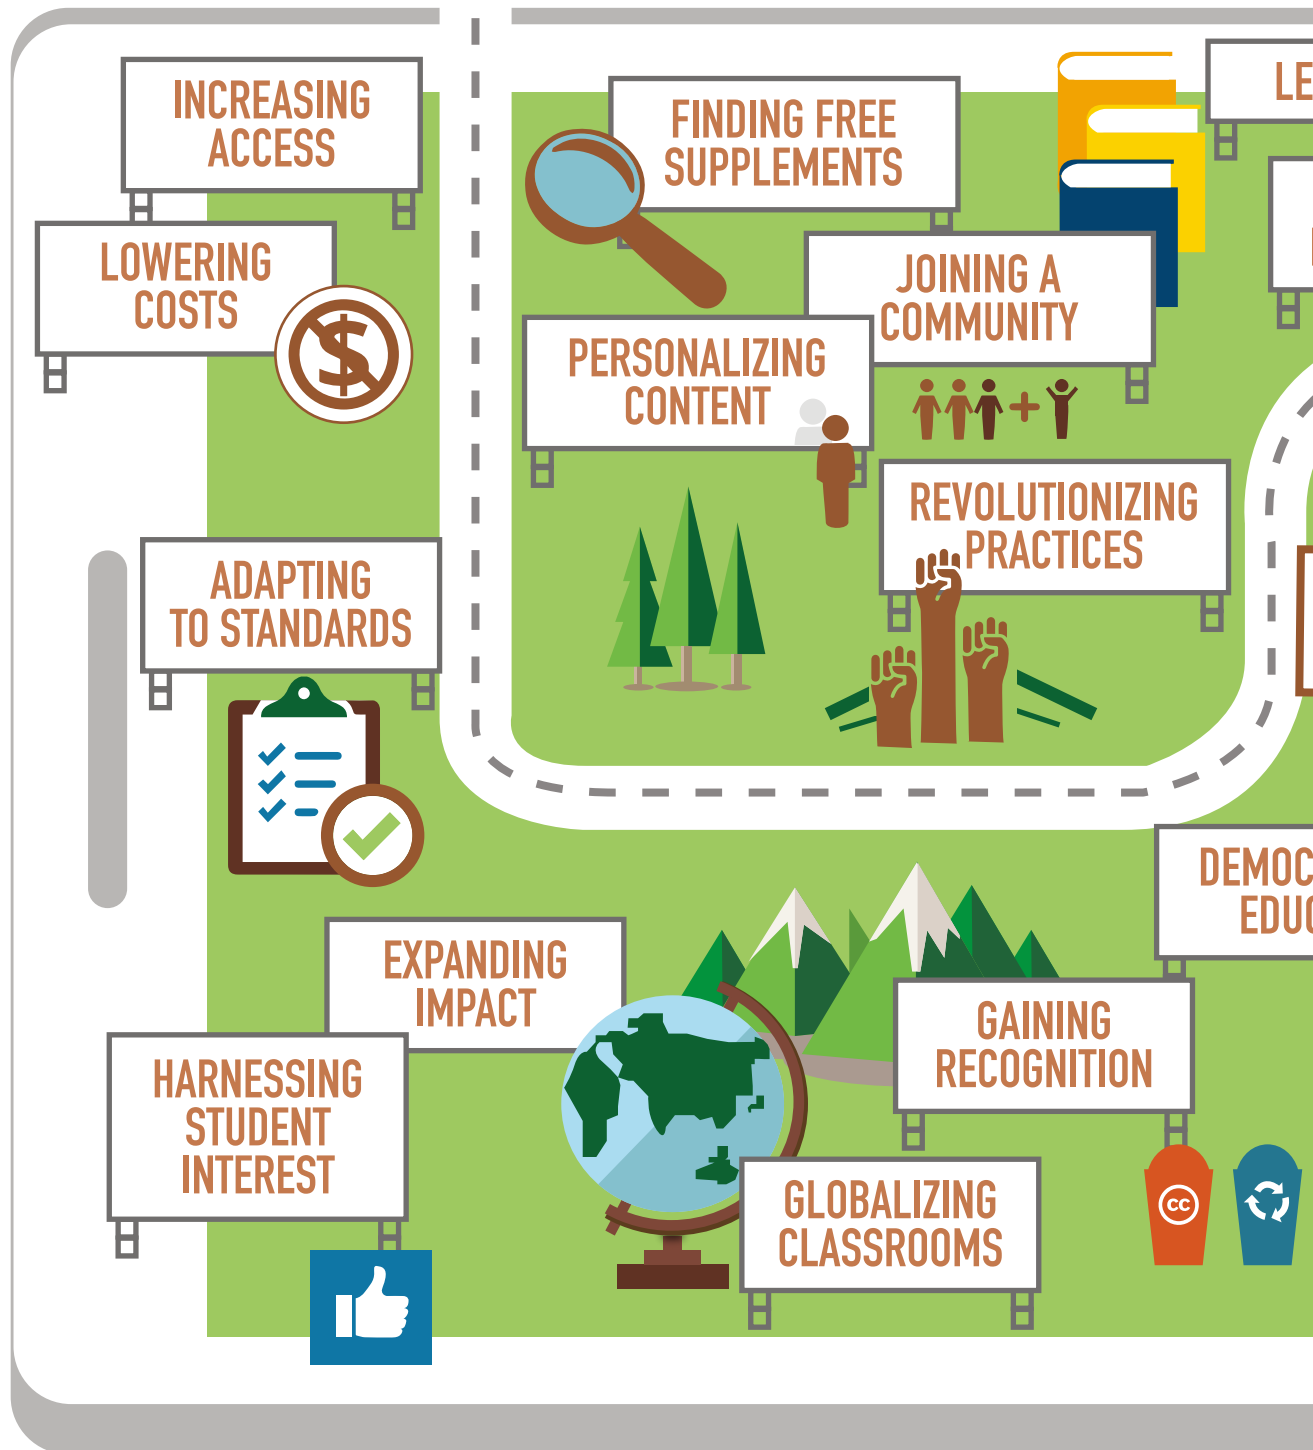 INCREASING
ACCESS
LOWERING
COSTS
$
FINDING FREE
SUPPLEMENTS
JOINING A
COMMUNITY
PERSONALIZING
CONTENT
REVOLUTIONIZING
PRACTICES
ADAPTING
TO STANDARDS
EXPANDING
IMPACT
HARNESSING
STUDENT
INTEREST
GAINING
RECOGNITION
GLOBALIZING
CLASSROOMS
CC